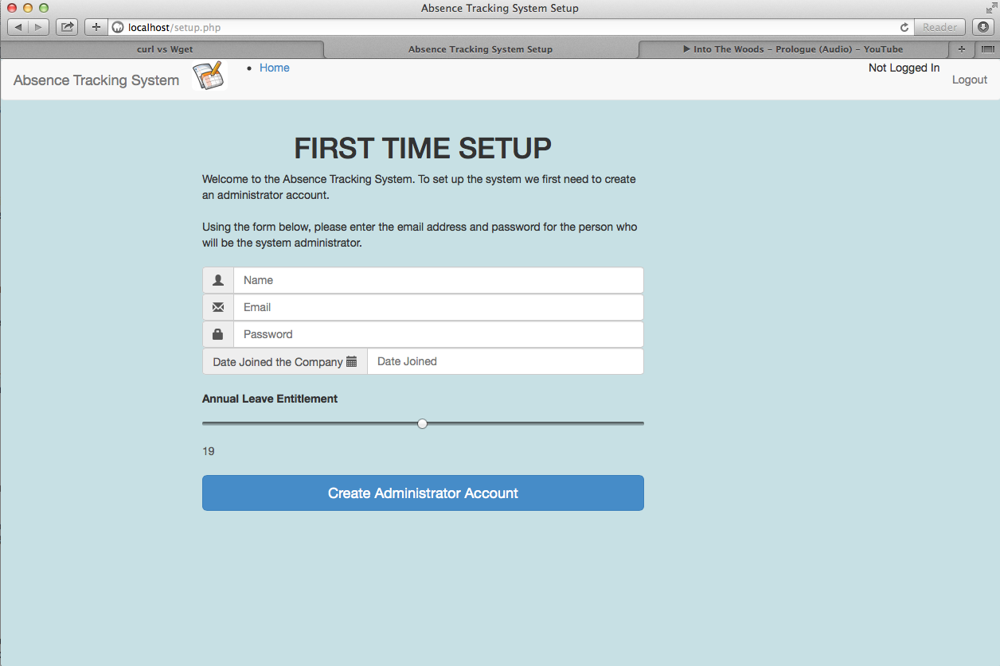 Absence Tracking System Setup
localhost/setup.php
Reader
curl vs Wget
Absence Tracking System Setup
▶ Into The Woods – Prologue (Audio) – YouTube
Absence Tracking System
• Home
Not Logged In
Logout
FIRST TIME SETUP
Welcome to the Absence Tracking System. To set up the system we first need to create
an administrator account.
Using the form below, please enter the email address and password for the person who
will be the system administrator.
Name
Email
Password
Date Joined the Company
Date Joined
Annual Leave Entitlement
19
Create Administrator Account